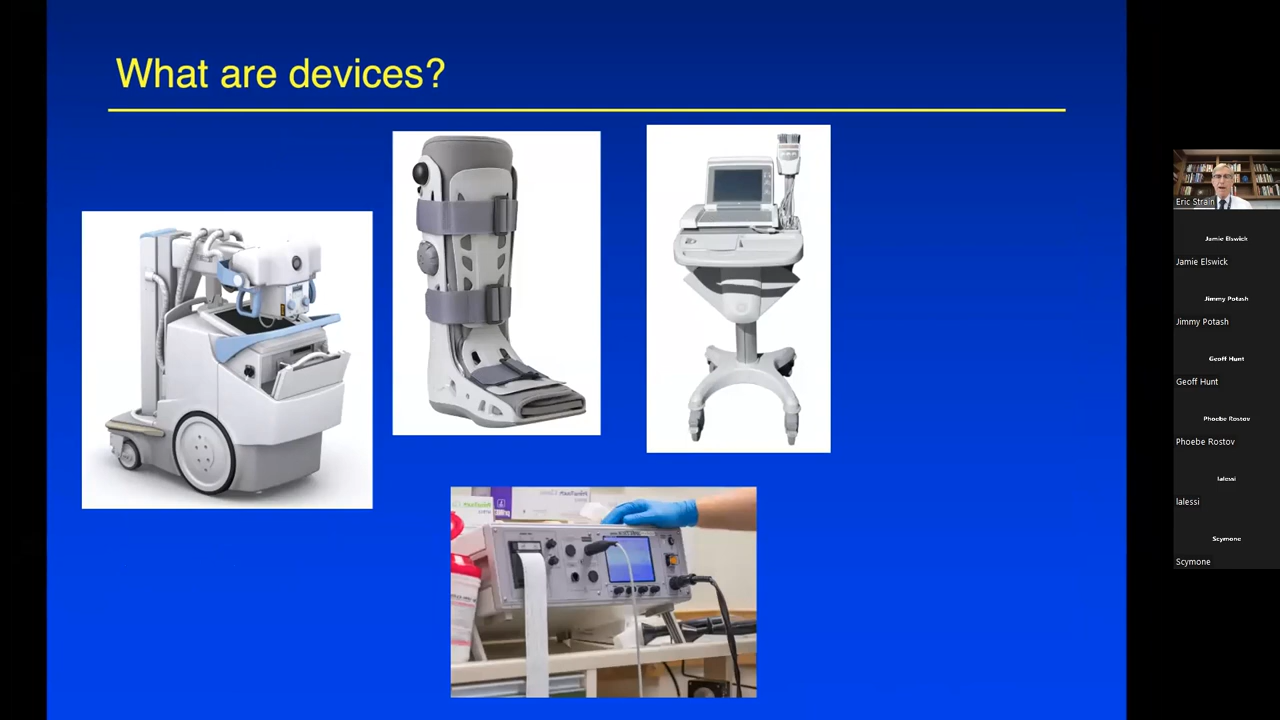 What are devices?
Eric Strain
Jamie Elswick
Jamie Elswick
Jimmy Potash
Jimmy Potash
Geoff Hunt
Geoff Hunt
Phoebe Rostov
Phoebe Rostov
lalessi
lalessi
Scymone
Scymone